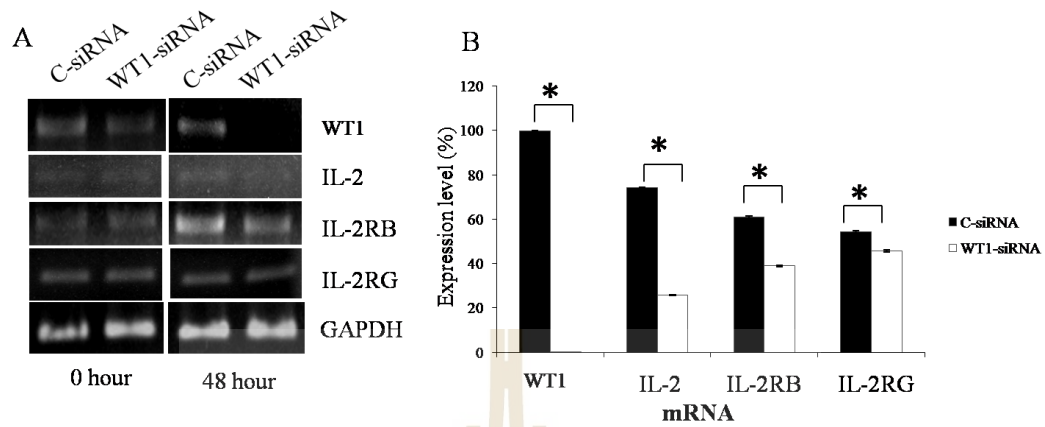 A
C-siRNA
WT1-siRNA
C-siRNA
WT1-siRNA
WT1
IL-2
IL-2RB
IL-2RG
GAPDH
0 hour
48 hour
B
Expression level (%)
120
100
80
60
40
20
0
*
*
*
*
WT1
IL-2
IL-2RB
IL-2RG
mRNA
C-siRNA
WT1-siRNA